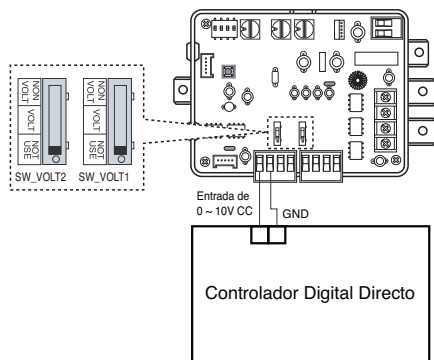 NON VOLT
VOLT
NOT USE
NON VOLT
VOLT
NOT USE
SW_VOLT2 SW_VOLT1
Entrada de
0 ~ 10V CC
GND
Controlador Digital Directo